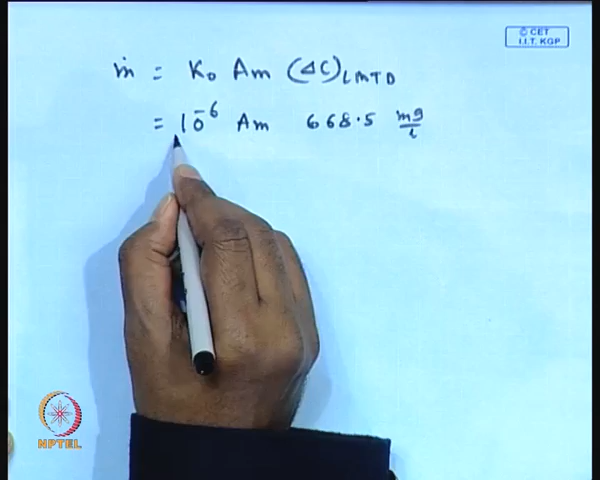 © CET
I.I.T. KGP
ṁ = K₀ Am (ΔC)LMTD
= 10⁻⁶ Am 668.5 mg/l
NPTEL